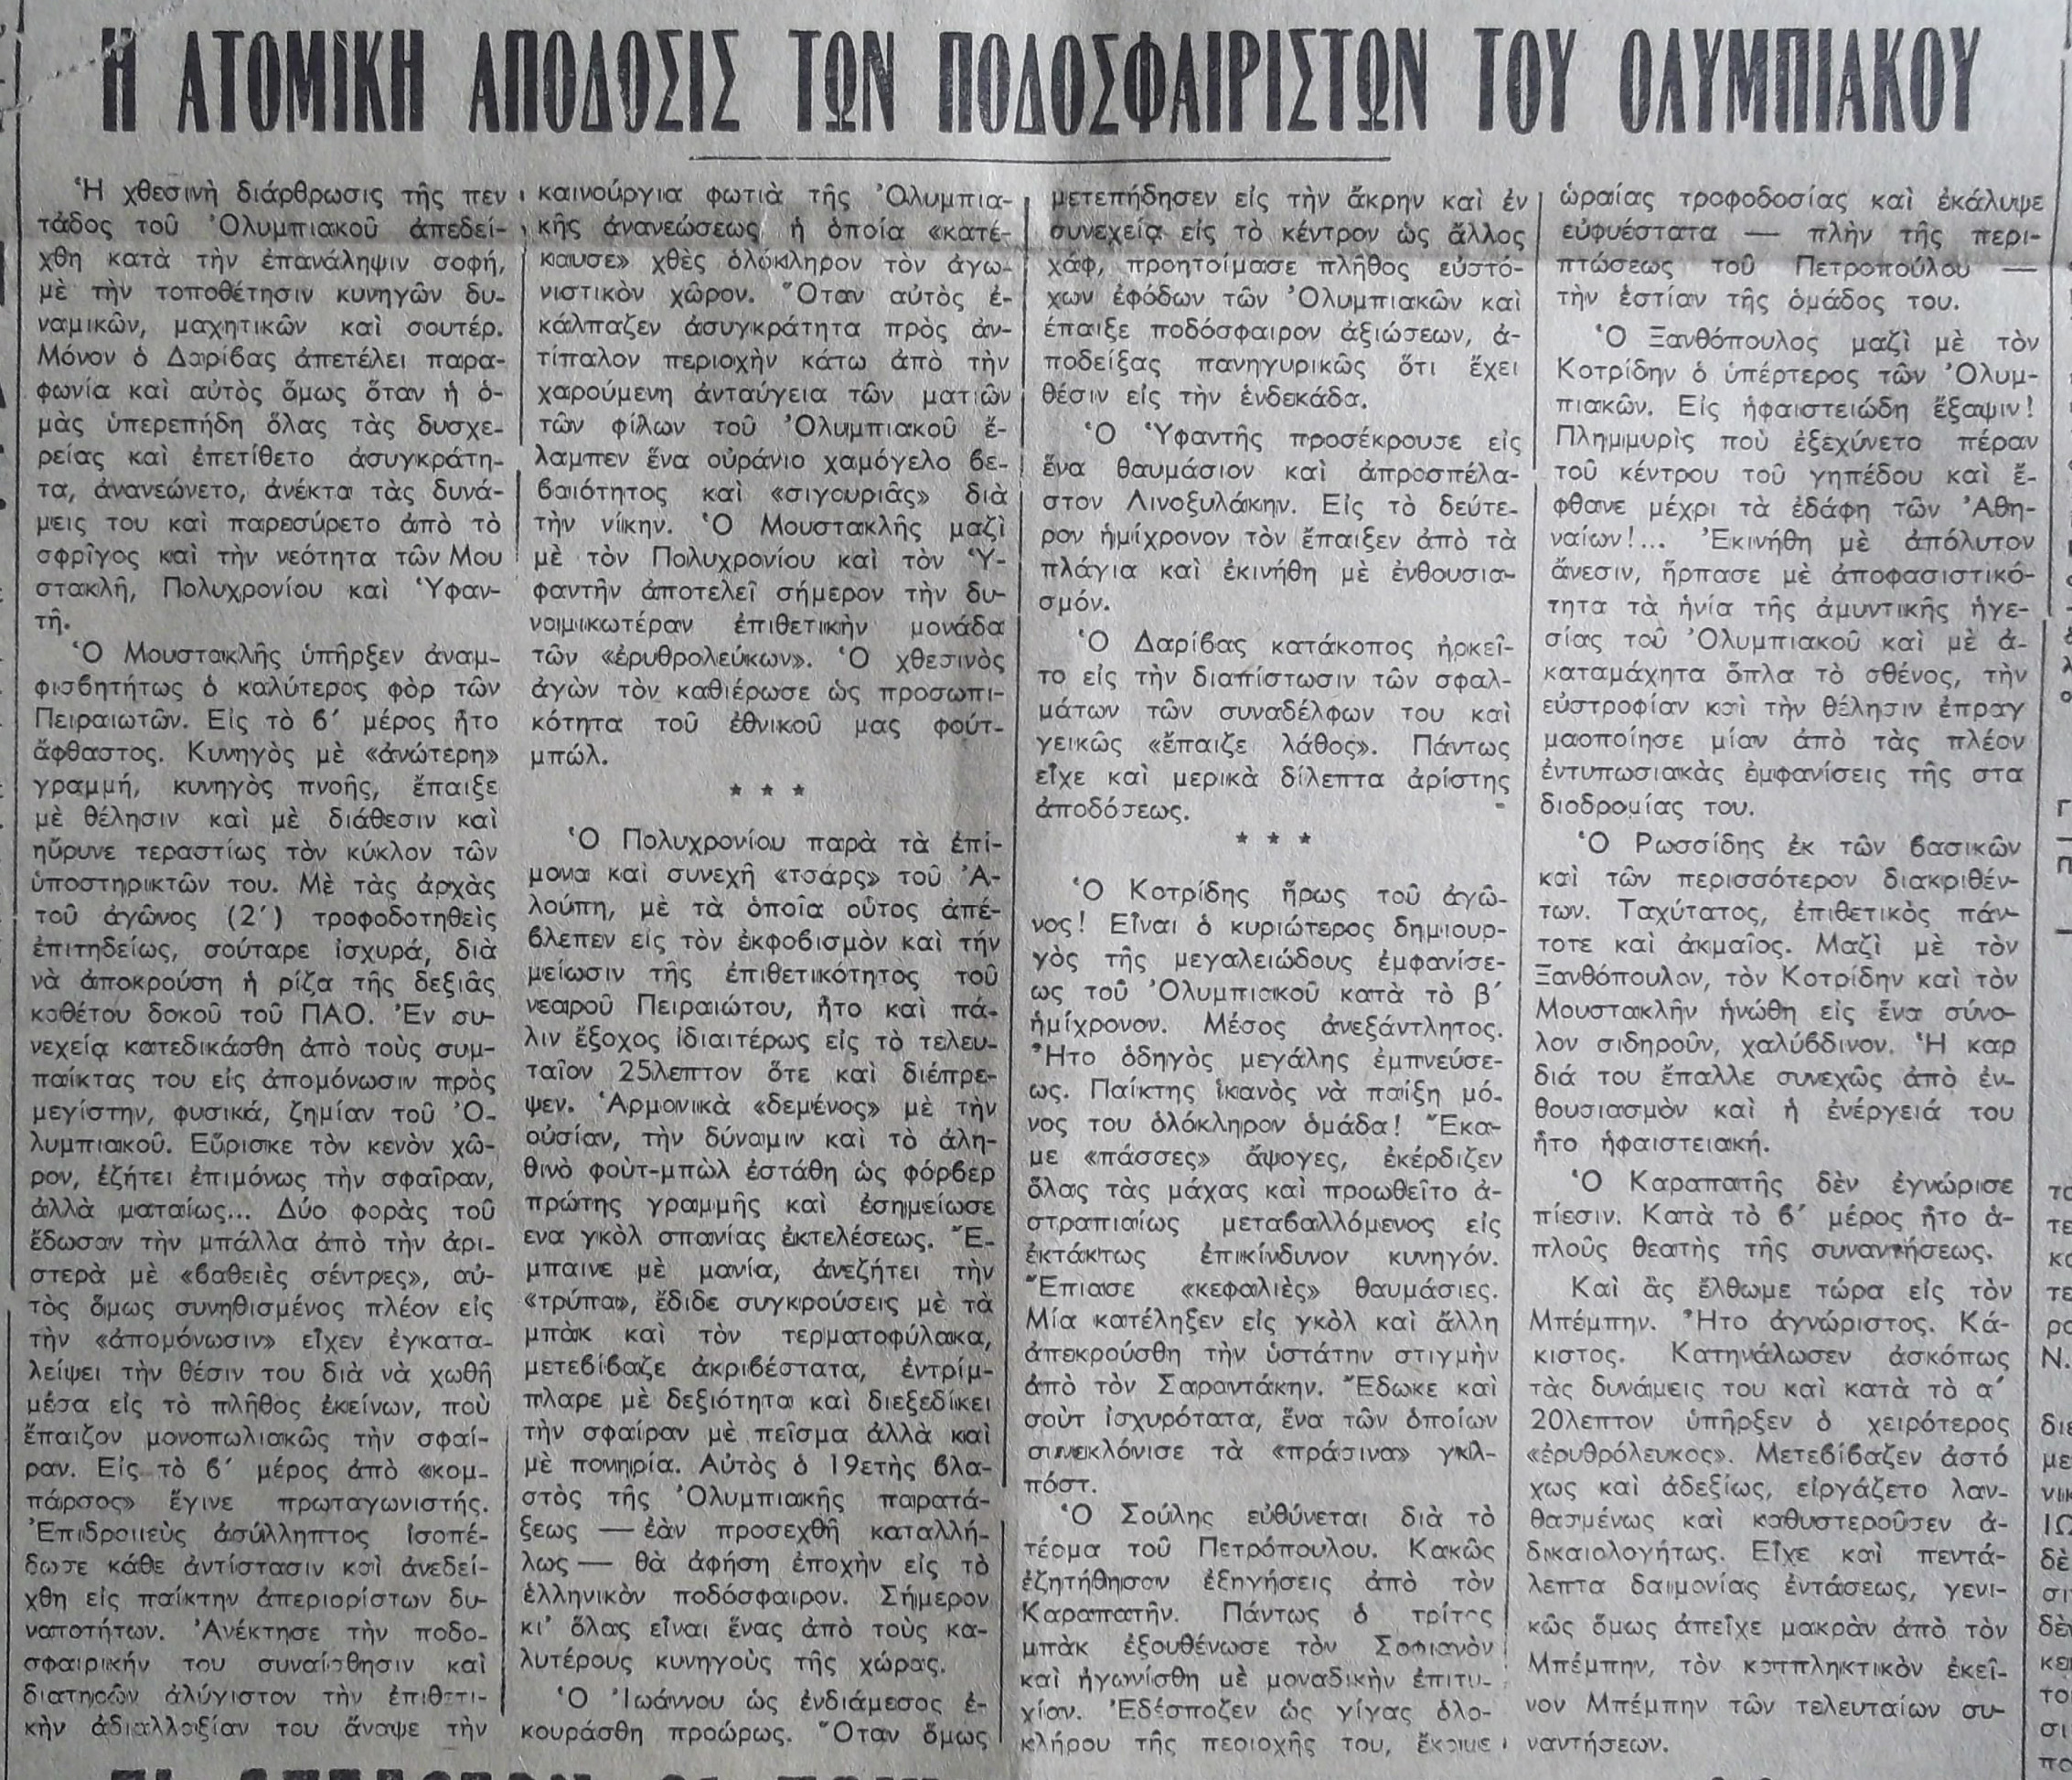 Η ΑΤΟΜΙΚΗ ΑΠΟΔΟΣΙΣ ΤΩΝ ΠΟΔΟΣΦΑΙΡΙΣΤΩΝ ΤΟΥ ΟΛΥΜΠΙΑΚΟΥ
Ἡ χθεσινὴ διάρθρωσις τῆς πεν
τάδος τοῦ Ὀλυμπιακοῦ ἀπεδεί-
χθη κατὰ τὴν ἐπανάληψιν σοφή,
μὲ τὴν τοποθέτησιν κυνηγῶν δυ-
ναμικῶν, μαχητικῶν καὶ σουτέρ.
Μόνον ὁ Δαρίβας ἀπετέλει παρα-
φωνία καὶ αὐτὸς ὅμως ὅταν ἡ ὁ-
μὰς ὑπερεπήδη ὅλας τὰς δυσχε-
ρείας καὶ ἐπετίθετο ἀσυγκράτη-
τα, ἀνανεώνετο, ἀνέκτα τὰς δυνά-
μεις του καὶ παρεσύρετο ἀπὸ τὸ
σφρῖγος καὶ τὴν νεότητα τῶν Μου
στακλῆ, Πολυχρονίου καὶ Ὑφαν-
τῆ.
Ὁ Μουστακλῆς ὑπῆρξεν ἀναμ-
φισβητήτως ὁ καλύτερος φὸρ τῶν
Πειραιωτῶν. Εἰς τὸ β′ μέρος ἦτο
ἄφθαστος. Κυνηγὸς μὲ «ἀνώτερη»
γραμμή, κυνηγὸς πνοῆς, ἔπαιξε
μὲ θέλησιν καὶ μὲ διάθεσιν καὶ
ηὔρυνε τεραστίως τὸν κύκλον τῶν
ὑποστηρικτῶν του. Μὲ τὰς ἀρχὰς
τοῦ ἀγῶνος (2′) τροφοδοτηθεὶς
ἐπιτηδείως, σούταρε ἰσχυρά, διὰ
νὰ ἀποκρούση ἡ ρίζα τῆς δεξιᾶς
καθέτου δοκοῦ τοῦ ΠΑΟ. Ἐν συ-
νεχείᾳ κατεδικάσθη ἀπὸ τοὺς συμ-
παίκτας του εἰς ἀπομόνωσιν πρὸς
μεγίστην, φυσικά, ζημίαν τοῦ Ὀ-
λυμπιακοῦ. Εὕρισκε τὸν κενὸν χῶ-
ρον, ἐζήτει ἐπιμόνως τὴν σφαῖραν,
ἀλλὰ ματαίως... Δύο φορὰς τοῦ
ἔδωσαν τὴν μπάλλα ἀπὸ τὴν ἀρι-
στερὰ μὲ «βαθειὲς σέντρες», αὐ-
τὸς ὅμως συνηθισμένος πλέον εἰς
τὴν «ἀπομόνωσιν» εἶχεν ἐγκατα-
λείψει τὴν θέσιν του διὰ νὰ χωθῆ
μέσα εἰς τὸ πλῆθος ἐκείνων, ποὺ
ἔπαιζον μονοπωλιακῶς τὴν σφαί-
ραν. Εἰς τὸ β′ μέρος ἀπὸ «κομ-
πάρσος» ἔγινε πρωταγωνιστής.
Ἐπιδρομεὺς ἀσύλληπτος ἰσοπέ-
δωσε κάθε ἀντίστασιν καὶ ἀνεδεί-
χθη εἰς παίκτην ἀπεριορίστων δυ-
νατοτήτων. Ἀνέκτησε τὴν ποδο-
σφαιρικήν του συναίσθησιν καὶ
διατηρῶν ἀλύγιστον τὴν ἐπιθετι-
κὴν ἀδιαλλαξίαν του ἄναψε τὴν
καινούργια φωτιὰ τῆς Ὀλυμπια-
κῆς ἀνανεώσεως ἡ ὁποία «κατέ-
καυσε» χθὲς ὁλόκληρον τὸν ἀγω-
νιστικὸν χῶρον. Ὅταν αὐτὸς ἐ-
κάλπαζεν ἀσυγκράτητα πρὸς ἀν-
τίπαλον περιοχὴν κάτω ἀπὸ τὴν
χαρούμενη ἀνταύγεια τῶν ματιῶν
τῶν φίλων τοῦ Ὀλυμπιακοῦ ἔ-
λαμπεν ἕνα οὐράνιο χαμόγελο βε-
βαιότητος καὶ «σιγουριᾶς» διὰ
τὴν νίκην. Ὁ Μουστακλῆς μαζὶ
μὲ τὸν Πολυχρονίου καὶ τὸν Ὑ-
φαντῆν ἀποτελεῖ σήμερον τὴν δυ-
ναμικωτέραν ἐπιθετικὴν μονάδα
τῶν «ἐρυθρολεύκων». Ὁ χθεσινὸς
ἀγὼν τὸν καθιέρωσε ὡς προσωπι-
κότητα τοῦ ἐθνικοῦ μας φούτ-
μπώλ.
* * *
Ὁ Πολυχρονίου παρὰ τὰ ἐπί-
μονα καὶ συνεχῆ «τσάρς» τοῦ Ἀ-
λούπη, μὲ τὰ ὁποῖα οὗτος ἀπέ-
βλεπεν εἰς τὸν ἐκφοβισμὸν καὶ τήν
μείωσιν τῆς ἐπιθετικότητος τοῦ
νεαροῦ Πειραιώτου, ἦτο καὶ πά-
λιν ἔξοχος ἰδιαιτέρως εἰς τὸ τελευ-
ταῖον 25λεπτον ὅτε καὶ διέπρε-
ψεν. Ἁρμονικὰ «δεμένος» μὲ τὴν
οὐσίαν, τὴν δύναμιν καὶ τὸ ἀλη-
θινὸ φοὺτ-μπὼλ ἐστάθη ὡς φόρβερ
πρώτης γραμμῆς καὶ ἐσημείωσε
ενα γκὸλ σπανίας ἐκτελέσεως. Ἔ-
μπαινε μὲ μανία, ἀνεζήτει τὴν
«τρύπα», ἔδιδε συγκρούσεις μὲ τὰ
μπὰκ καὶ τὸν τερματοφύλακα,
μετεβίβαζε ἀκριβέστατα, ἐντρίμ-
πλαρε μὲ δεξιότητα καὶ διεξεδίκει
τὴν σφαίραν μὲ πεῖσμα ἀλλὰ καὶ
μὲ πονηρία. Αὐτὸς ὁ 19ετὴς βλα-
στὸς τῆς Ὀλυμπιακῆς παρατά-
ξεως — ἐὰν προσεχθῆ καταλλή-
λως — θὰ ἀφήση ἐποχὴν εἰς τὸ
ἑλληνικὸν ποδόσφαιρον. Σήμερον
κι' ὅλας εἶναι ἕνας ἀπὸ τοὺς κα-
λυτέρους κυνηγοὺς τῆς χώρας.
Ὁ Ἰωάννου ὡς ἐνδιάμεσος ἐ-
κουράσθη προώρως. Ὅταν ὅμως
μετεπήδησεν εἰς τὴν ἄκρην καὶ ἐν
συνεχείᾳ εἰς τὸ κέντρον ὡς ἄλλος
χάφ, προητοίμασε πλῆθος εὐστό-
χων ἐφόδων τῶν Ὀλυμπιακῶν καὶ
ἔπαιξε ποδόσφαιρον ἀξιώσεων, ἀ-
ποδείξας πανηγυρικῶς ὅτι ἔχει
θέσιν εἰς τὴν ἑνδεκάδα.
Ὁ Ὑφαντῆς προσέκρουσε εἰς
ἕνα θαυμάσιον καὶ ἀπροσπέλα-
στον Λινοξυλάκην. Εἰς τὸ δεύτε-
ρον ἡμίχρονον τὸν ἔπαιξεν ἀπὸ τὰ
πλάγια καὶ ἐκινήθη μὲ ἐνθουσια-
σμόν.
Ὁ Δαρίβας κατάκοπος ἠρκεῖ-
το εἰς τὴν διαπίστωσιν τῶν σφαλ-
μάτων τῶν συναδέλφων του καὶ
γεικῶς «ἔπαιζε λάθος». Πάντως
εἶχε καὶ μερικὰ δίλεπτα ἀρίστης
ἀποδόσεως.
* * *
Ὁ Κοτρίδης ἥρως τοῦ ἀγῶ-
νος! Εἶναι ὁ κυριώτερος δημιουρ-
γὸς τῆς μεγαλειώδους ἐμφανίσε-
ως τοῦ Ὀλυμπιακοῦ κατὰ τὸ β′
ἡμίχρονον. Μέσος ἀνεξάντλητος.
Ἦτο ὁδηγὸς μεγάλης ἐμπνεύσε-
ως. Παίκτης ἱκανὸς νὰ παίξη μό-
νος του ὁλόκληρον ὁμάδα! Ἔκα-
με «πάσσες» ἄψογες, ἐκέρδιζεν
ὅλας τὰς μάχας καὶ προωθεῖτο ἀ-
στραπιαίως μεταβαλλόμενος εἰς
ἐκτάκτως ἐπικίνδυνον κυνηγόν.
Ἔπιασε «κεφαλιὲς» θαυμάσιες.
Μία κατέληξεν εἰς γκὸλ καὶ ἄλλη
ἀπεκρούσθη τὴν ὑστάτην στιγμὴν
ἀπὸ τὸν Σαραντάκην. Ἔδωκε καὶ
σοὺτ ἰσχυρότατα, ἕνα τῶν ὁποίων
συνεκλόνισε τὰ «πράσινα» γκὼλ-
πόστ.
Ὁ Σούλης εὐθύνεται διὰ τὸ
τέρμα τοῦ Πετρόπουλου. Κακῶς
ἐζητήθησαν ἐξηγήσεις ἀπὸ τὸν
Καραπατῆν. Πάντως ὁ τρίτος
μπὰκ ἐξουθένωσε τὸν Σοφιανὸν
καὶ ἠγωνίσθη μὲ μοναδικὴν ἐπιτυ-
χίαν. Ἐδέσποζεν ὡς γίγας ὁλο-
κλήρου τῆς περιοχῆς του, ἔκοψε
ὡραίας τροφοδοσίας καὶ ἐκάλυψε
εὐφυέστατα — πλὴν τῆς περι-
πτώσεως τοῦ Πετροπούλου —
τὴν ἑστίαν τῆς ὁμάδος του.
Ὁ Ξανθόπουλος μαζὶ μὲ τὸν
Κοτρίδην ὁ ὑπέρτερος τῶν Ὀλυμ-
πιακῶν. Εἰς ἡφαιστειώδη ἔξαψιν!
Πλημμυρὶς ποὺ ἐξεχύνετο πέραν
τοῦ κέντρου τοῦ γηπέδου καὶ ἔ-
φθανε μέχρι τὰ ἐδάφη τῶν Ἀθη-
ναίων!... Ἐκινήθη μὲ ἀπόλυτον
ἄνεσιν, ἥρπασε μὲ ἀποφασιστικό-
τητα τὰ ἡνία τῆς ἀμυντικῆς ἡγε-
σίας τοῦ Ὀλυμπιακοῦ καὶ μὲ ἀ-
καταμάχητα ὅπλα τὸ σθένος, τὴν
εὐστροφίαν καὶ τὴν θέλησιν ἐπραγ
μαοποίησε μίαν ἀπὸ τὰς πλέον
ἐντυπωσιακὰς ἐμφανίσεις τῆς στα
διοδρομίας του.
Ὁ Ρωσσίδης ἐκ τῶν βασικῶν
καὶ τῶν περισσότερον διακριθέν-
των. Ταχύτατος, ἐπιθετικὸς πάν-
τοτε καὶ ἀκμαῖος. Μαζὶ μὲ τὸν
Ξανθόπουλον, τὸν Κοτρίδην καὶ τὸν
Μουστακλῆν ἡνώθη εἰς ἕνα σύνο-
λον σιδηροῦν, χαλύβδινον. Ἡ καρ
διά του ἔπαλλε συνεχῶς ἀπὸ ἐν-
θουσιασμὸν καὶ ἡ ἐνέργειά του
ἦτο ἡφαιστειακή.
Ὁ Καραπατῆς δὲν ἐγνώρισε
πίεσιν. Κατὰ τὸ β′ μέρος ἦτο ἁ-
πλοῦς θεατὴς τῆς συναντήσεως.
Καὶ ἂς ἔλθωμε τώρα εἰς τὸν
Μπέμπην. Ἦτο ἀγνώριστος. Κά-
κιστος. Κατηνάλωσεν ἀσκόπως
τὰς δυνάμεις του καὶ κατὰ τὸ α′
20λεπτον ὑπῆρξεν ὁ χειρότερος
«ἐρυθρόλευκος». Μετεβίβαζεν ἀστό
χως καὶ ἀδεξίως, εἰργάζετο λαν-
θασμένως καὶ καθυστεροῦσεν ἀ-
δικαιολογήτως. Εἶχε καὶ πεντά-
λεπτα δαιμονίας ἐντάσεως, γενι-
κῶς ὅμως ἀπεῖχε μακρὰν ἀπὸ τὸν
Μπέμπην, τὸν καταπληκτικὸν ἐκεῖ-
νον Μπέμπην τῶν τελευταίων συ-
ναντήσεων.